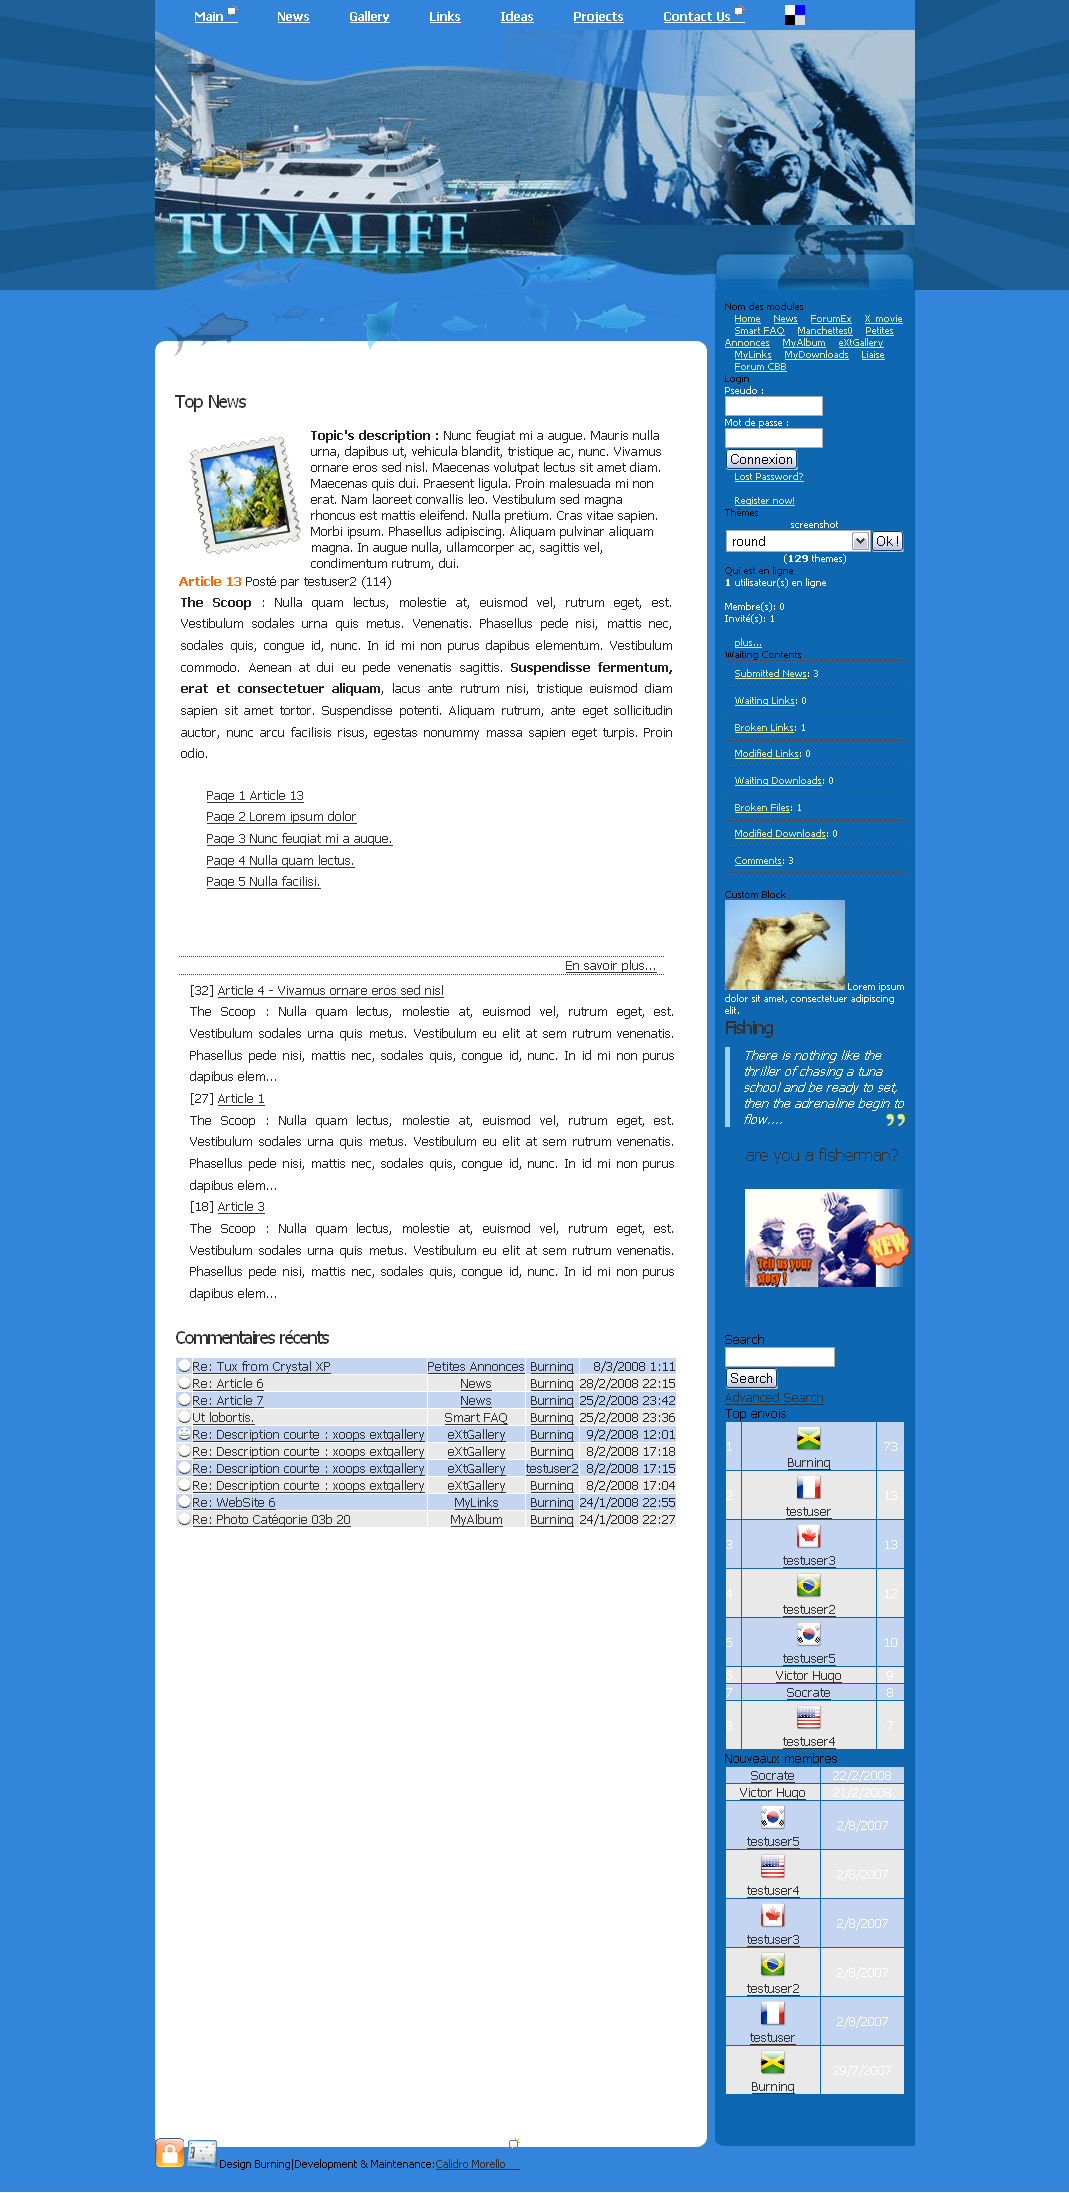 Main News Gallery Links Ideas Projects Contact Us
TUNALIFE
Top News
Topic's description : Nunc feugiat mi a augue. Mauris nulla
urna, dapibus ut, vehicula blandit, tristique ac, nunc. Vivamus
ornare eros sed nisl. Maecenas volutpat lectus sit amet diam.
Maecenas quis dui. Praesent ligula. Proin malesuada mi non
erat. Nam laoreet convallis leo. Vestibulum sed magna
rhoncus est mattis eleifend. Nulla pretium. Cras vitae sapien.
Morbi ipsum. Phasellus adipiscing. Aliquam pulvinar aliquam
magna. In augue nulla, ullamcorper ac, sagittis vel,
condimentum rutrum, dui.
Article 13 Posté par testuser2 (114)
The Scoop : Nulla quam lectus, molestie at, euismod vel, rutrum eget, est.
Vestibulum sodales urna quis metus. Venenatis. Phasellus pede nisi, mattis nec,
sodales quis, congue id, nunc. In id mi non purus dapibus elementum. Vestibulum
commodo. Aenean at dui eu pede venenatis sagittis. Suspendisse fermentum,
erat et consectetuer aliquam, lacus ante rutrum nisi, tristique euismod diam
sapien sit amet tortor. Suspendisse potenti. Aliquam rutrum, ante eget sollicitudin
auctor, nunc arcu facilisis risus, egestas nonummy massa sapien eget turpis. Proin
odio.
Page 1 Article 13
Page 2 Lorem ipsum dolor
Page 3 Nunc feugiat mi a augue.
Page 4 Nulla quam lectus.
Page 5 Nulla facilisi.
En savoir plus...
[32] Article 4 - Vivamus ornare eros sed nisl
The Scoop : Nulla quam lectus, molestie at, euismod vel, rutrum eget, est.
Vestibulum sodales urna quis metus. Vestibulum eu elit at sem rutrum venenatis.
Phasellus pede nisi, mattis nec, sodales quis, congue id, nunc. In id mi non purus
dapibus elem...
[27] Article 1
The Scoop : Nulla quam lectus, molestie at, euismod vel, rutrum eget, est.
Vestibulum sodales urna quis metus. Vestibulum eu elit at sem rutrum venenatis.
Phasellus pede nisi, mattis nec, sodales quis, congue id, nunc. In id mi non purus
dapibus elem...
[18] Article 3
The Scoop : Nulla quam lectus, molestie at, euismod vel, rutrum eget, est.
Vestibulum sodales urna quis metus. Vestibulum eu elit at sem rutrum venenatis.
Phasellus pede nisi, mattis nec, sodales quis, congue id, nunc. In id mi non purus
dapibus elem...
Commentaires récents
Re: Tux from Crystal XP Petites Annonces Burning 8/3/2008 1:11
Re: Article 6 News Burning 28/2/2008 22:15
Re: Article 7 News Burning 25/2/2008 23:42
Ut lobortis. Smart FAQ Burning 25/2/2008 23:36
Re: Description courte : xoops extgallery eXtGallery Burning 9/2/2008 12:01
Re: Description courte : xoops extgallery eXtGallery Burning 8/2/2008 17:18
Re: Description courte : xoops extgallery eXtGallery testuser2 8/2/2008 17:15
Re: Description courte : xoops extgallery eXtGallery Burning 8/2/2008 17:04
Re: WebSite 6 MyLinks Burning 24/1/2008 22:55
Re: Photo Catégorie 03b 20 MyAlbum Burning 24/1/2008 22:27
Nom des modules
Home News ForumEx X_movie
Smart FAQ Manchettes0 Petites
Annonces MyAlbum eXtGallery
MyLinks MyDownloads Liaise
Forum CBB
Login
Pseudo :
Mot de passe :
Connexion
Lost Password?
Register now!
Thèmes
screenshot
round Ok !
(129 themes)
Qui est en ligne
1 utilisateur(s) en ligne
Membre(s): 0
Invité(s): 1
plus...
Waiting Contents
Submitted News: 3
Waiting Links: 0
Broken Links: 1
Modified Links: 0
Waiting Downloads: 0
Broken Files: 1
Modified Downloads: 0
Comments: 3
Custom Block
Lorem ipsum
dolor sit amet, consectetuer adipiscing
elit.
Fishing
There is nothing like the
thriller of chasing a tuna
school and be ready to set,
then the adrenaline begin to
flow....
are you a fisherman?
NEW
Tell us your
story !
Search
Search
Advanced Search
Top envois
1 Burning 73
2 testuser 13
3 testuser3 13
4 testuser2 12
5 testuser5 10
6 Victor Hugo 9
7 Socrate 8
8 testuser4 7
Nouveaux membres
Socrate 22/2/2008
Victor Hugo 21/2/2008
testuser5 2/8/2007
testuser4 2/8/2007
testuser3 2/8/2007
testuser2 2/8/2007
testuser 2/8/2007
Burning 29/7/2007
Design Burning|Development & Maintenance:Calidro Morello